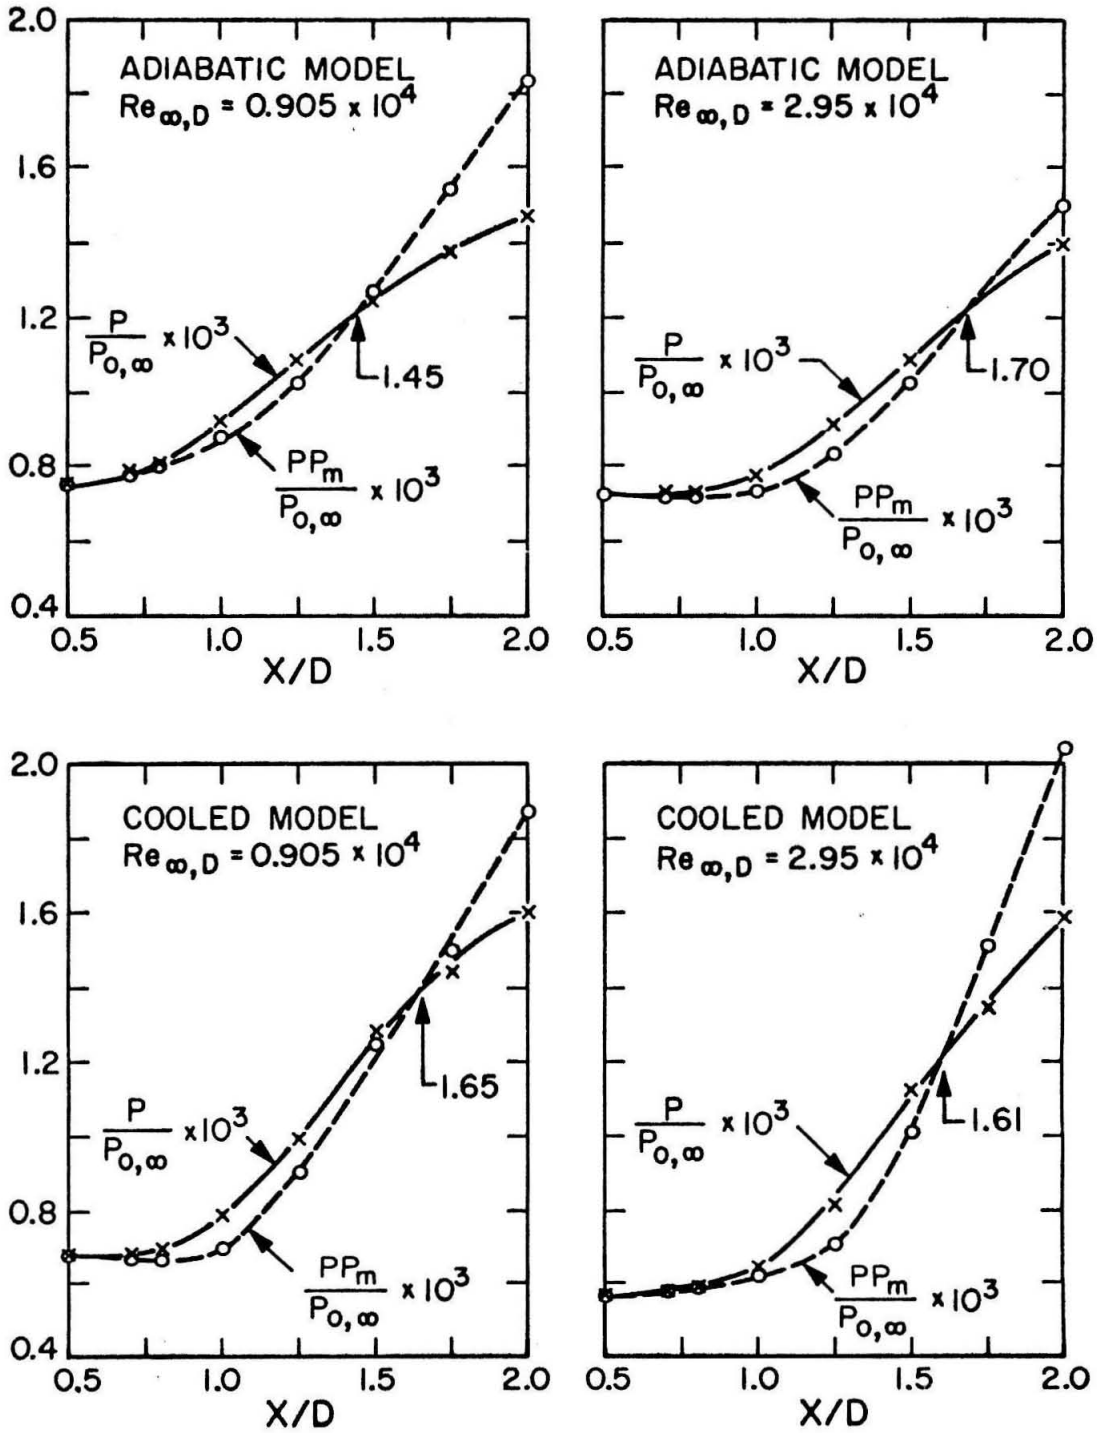 2.0
ADIABATIC MODEL
Re∞,D = 0.905 × 10⁴
1.6
1.2
P/P₀,∞ × 10³
1.45
0.8
PPₘ/P₀,∞ × 10³
0.4
0.5 1.0 1.5 2.0
X/D
ADIABATIC MODEL
Re∞,D = 2.95 × 10⁴
P/P₀,∞ × 10³
1.70
PPₘ/P₀,∞ × 10³
0.5 1.0 1.5 2.0
X/D
2.0
COOLED MODEL
Re∞,D = 0.905 × 10⁴
1.6
1.2
1.65
P/P₀,∞ × 10³
0.8
PPₘ/P₀,∞ × 10³
0.4
0.5 1.0 1.5 2.0
X/D
COOLED MODEL
Re∞,D = 2.95 × 10⁴
P/P₀,∞ × 10³
1.61
PPₘ/P₀,∞ × 10³
0.5 1.0 1.5 2.0
X/D